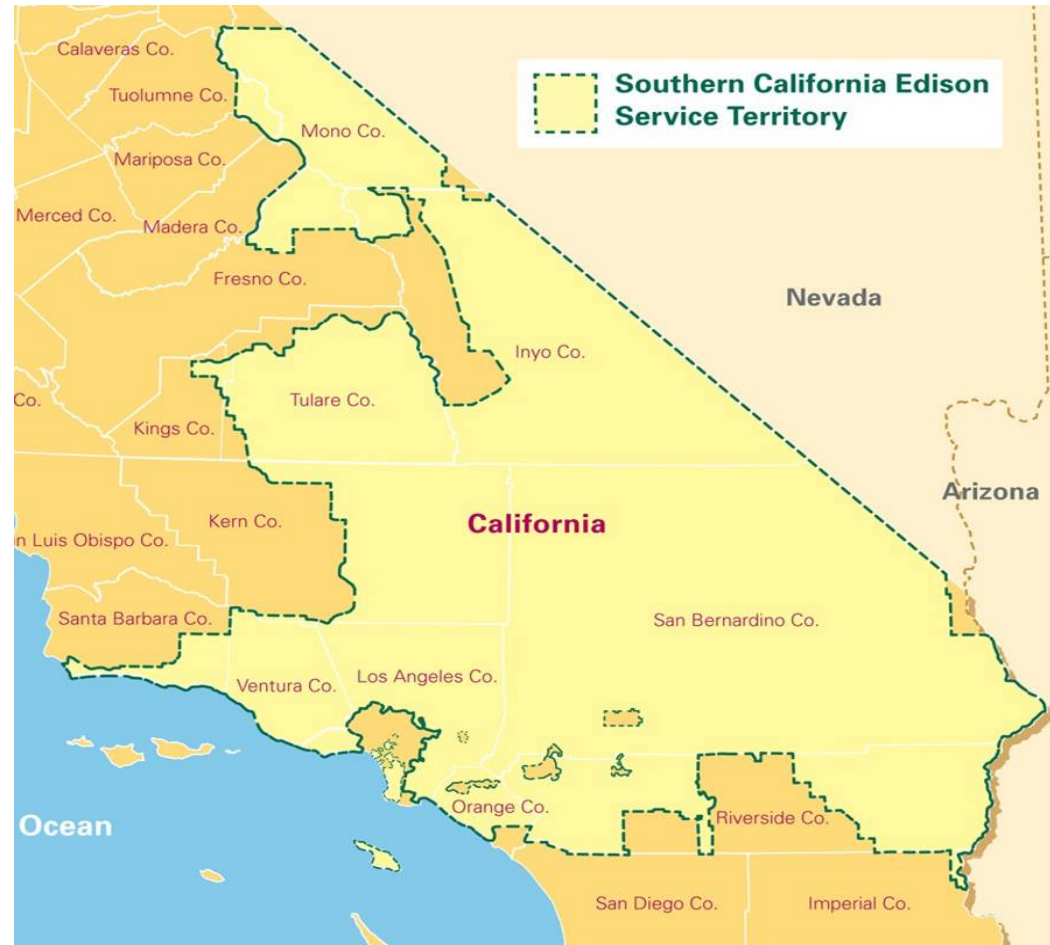 Calaveras Co.
Southern California Edison
Service Territory
Tuolumne Co.
Mono Co.
Mariposa Co.
Merced Co.
Madera Co.
Fresno Co.
Nevada
Inyo Co.
Tulare Co.
Co.
Kings Co.
Arizona
Kern Co.
California
n Luis Obispo Co.
Santa Barbara Co.
San Bernardino Co.
Los Angeles Co.
Ventura Co.
Orange Co.
Riverside Co.
Ocean
San Diego Co.
Imperial Co.